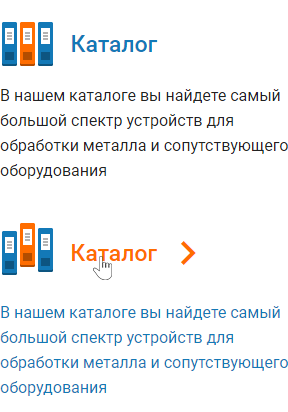 Каталог
В нашем каталоге вы найдете самый
большой спектр устройств для
обработки металла и сопутствующего
оборудования
Каталог
В нашем каталоге вы найдете самый
большой спектр устройств для
обработки металла и сопутствующего
оборудования